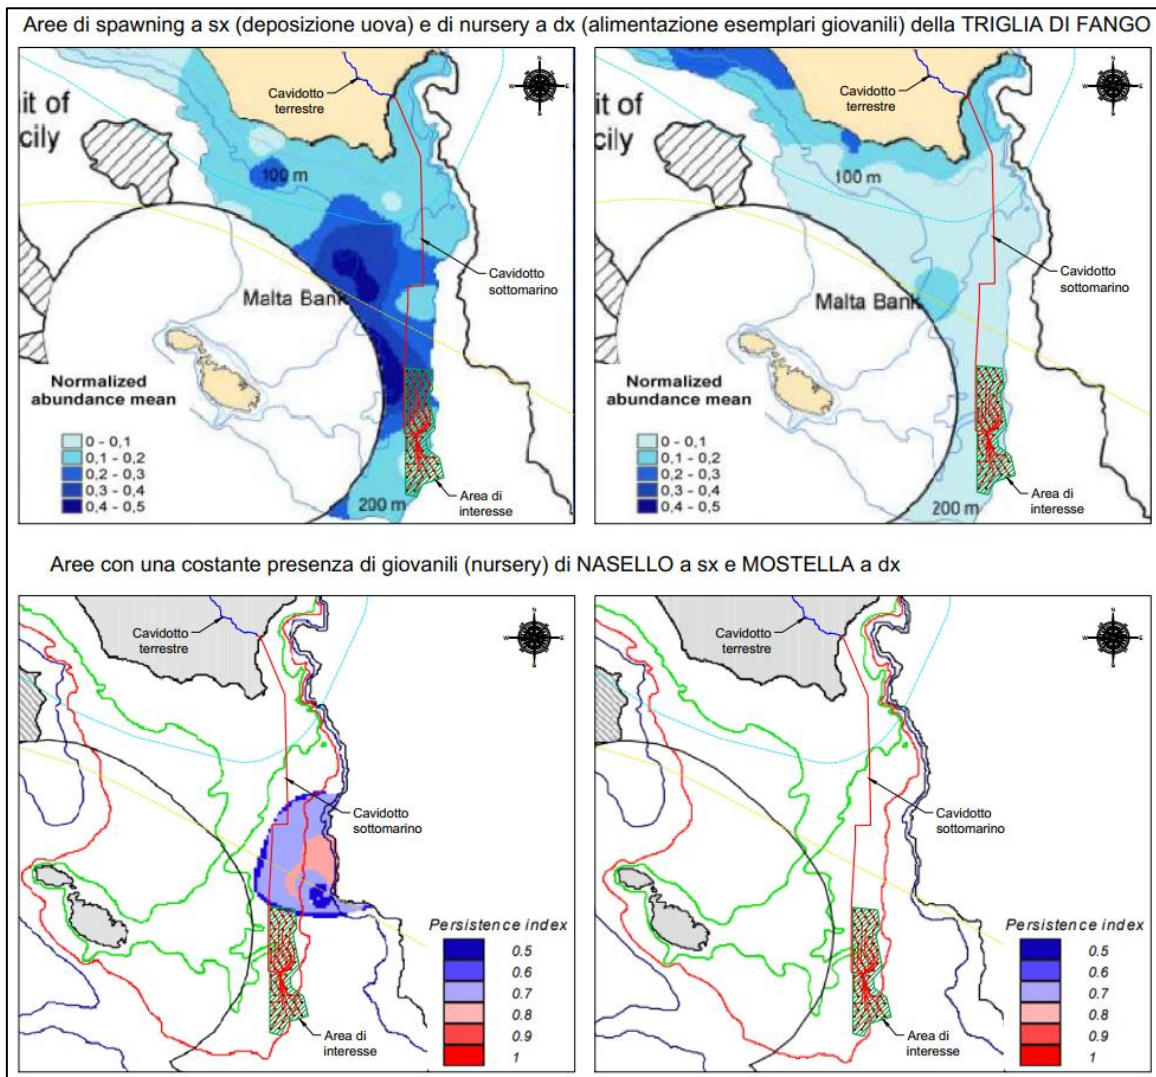 Aree di spawning a sx (deposizione uova) e di nursery a dx (alimentazione esemplari giovanili) della TRIGLIA DI FANGO
Cavidotto
terrestre
it of
cily
100 m
Cavidotto
sottomarino
Malta Bank
Normalized
abundance mean
0 - 0,1
0,1 - 0,2
0,2 - 0,3
0,3 - 0,4
0,4 - 0,5
200 m
Area di
interesse
N
W
E
S
Cavidotto
terrestre
it of
cily
100 m
Cavidotto
sottomarino
Malta Bank
Normalized
abundance mean
0 - 0,1
0,1 - 0,2
0,2 - 0,3
0,3 - 0,4
0,4 - 0,5
200 m
Area di
interesse
N
W
E
S
Aree con una costante presenza di giovanili (nursery) di NASELLO a sx e MOSTELLA a dx
Cavidotto
terrestre
N
W
E
S
Cavidotto
sottomarino
Persistence index
0.5
0.6
0.7
0.8
0.9
1
Area di
interesse
Cavidotto
terrestre
N
W
E
S
Cavidotto
sottomarino
Persistence index
0.5
0.6
0.7
0.8
0.9
1
Area di
interesse